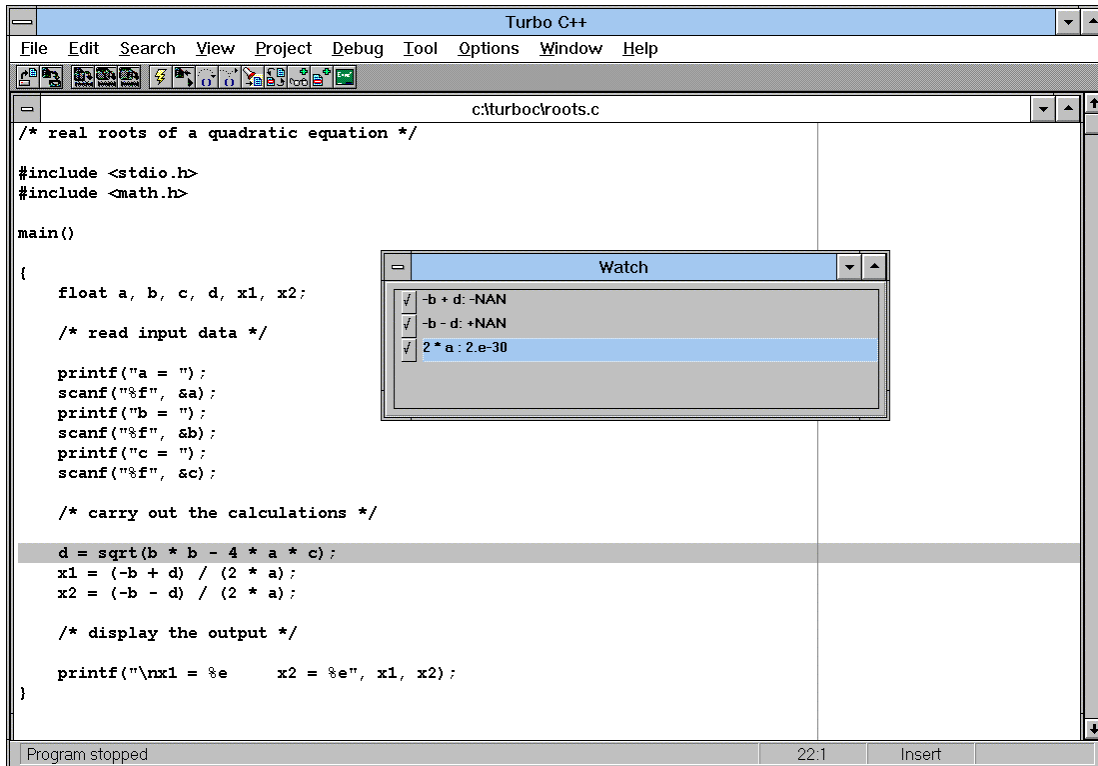 Turbo C++
File Edit Search View Project Debug Tool Options Window Help
c:\turboc\roots.c
/* real roots of a quadratic equation */
#include <stdio.h>
#include <math.h>
main()
{
float a, b, c, d, x1, x2;
/* read input data */
printf("a = ");
scanf("%f", &a);
printf("b = ");
scanf("%f", &b);
printf("c = ");
scanf("%f", &c);
/* carry out the calculations */
d = sqrt(b * b - 4 * a * c);
x1 = (-b + d) / (2 * a);
x2 = (-b - d) / (2 * a);
/* display the output */
printf("\nx1 = %e     x2 = %e", x1, x2);
}
Watch
-b + d: -NAN
-b - d: +NAN
2 * a : 2.e-30
Program stopped 22:1 Insert